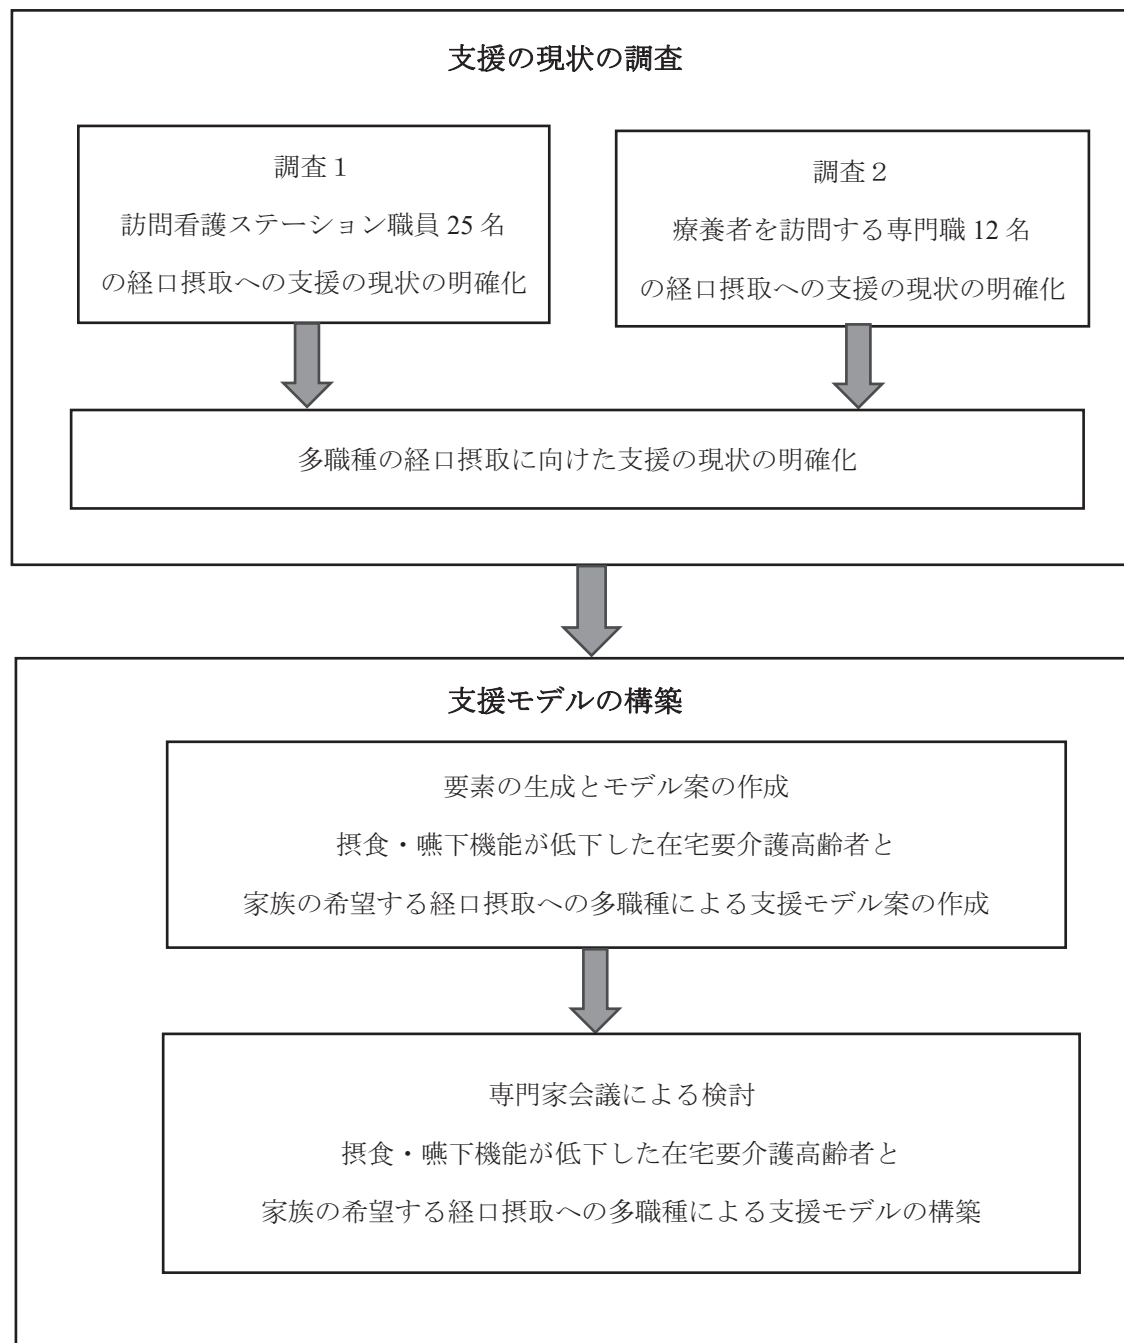 支援の現状の調査
調査１
訪問看護ステーション職員 25 名
の経口摂取への支援の現状の明確化
調査２
療養者を訪問する専門職 12 名
の経口摂取への支援の現状の明確化
多職種の経口摂取に向けた支援の現状の明確化
支援モデルの構築
要素の生成とモデル案の作成
摂食・嚥下機能が低下した在宅要介護高齢者と
家族の希望する経口摂取への多職種による支援モデル案の作成
専門家会議による検討
摂食・嚥下機能が低下した在宅要介護高齢者と
家族の希望する経口摂取への多職種による支援モデルの構築